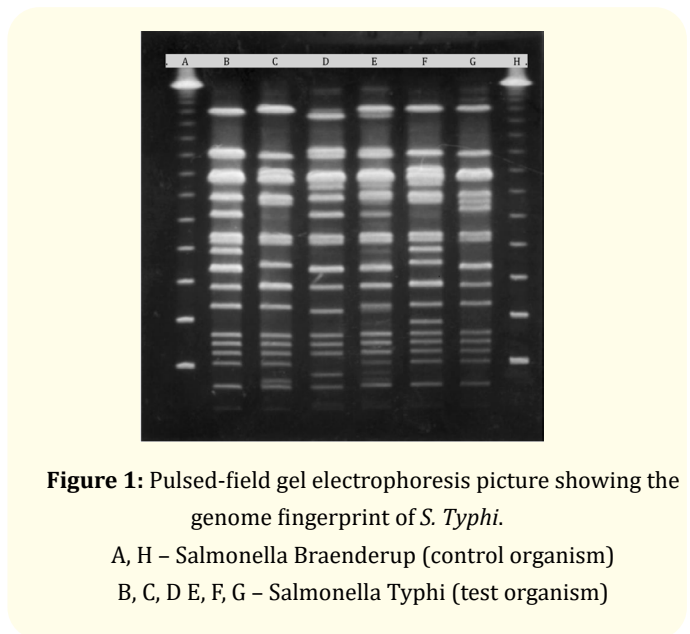 . A B C D E F G H .
Figure 1: Pulsed-field gel electrophoresis picture showing the
genome fingerprint of S. Typhi.
A, H – Salmonella Braenderup (control organism)
B, C, D E, F, G – Salmonella Typhi (test organism)